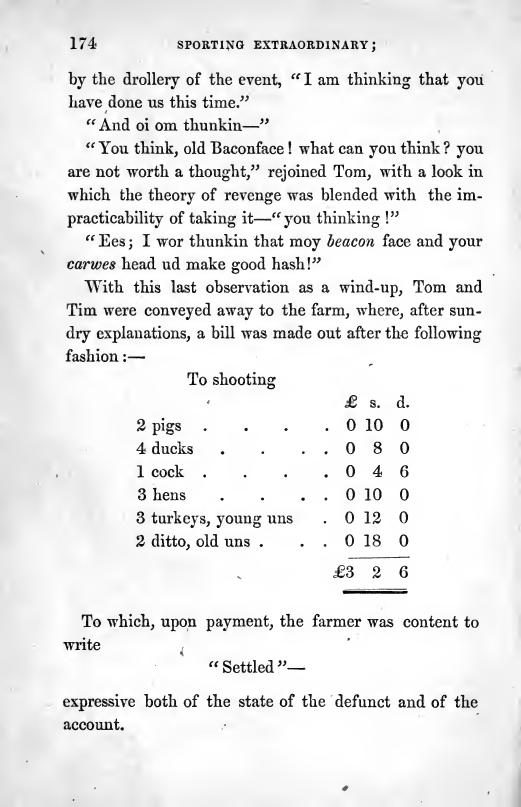 174 SPORTING EXTRAORDINARY;
by the drollery of the event, “I am thinking that you
have done us this time.”
“And oi om thunkin—”
“You think, old Baconface! what can you think? you
are not worth a thought,” rejoined Tom, with a look in
which the theory of revenge was blended with the im-
practicability of taking it—“you thinking!”
“Ees; I wor thunkin that moy beacon face and your
carwes head ud make good hash!”
With this last observation as a wind-up, Tom and
Tim were conveyed away to the farm, where, after sun-
dry explanations, a bill was made out after the following
fashion:—
To shooting
£ s. d.
2 pigs . . . . . 0 10 0
4 ducks . . . . 0 8 0
1 cock . . . . . 0 4 6
3 hens . . . . 0 10 0
3 turkeys, young uns . 0 12 0
2 ditto, old uns . . . 0 18 0
£3 2 6
To which, upon payment, the farmer was content to
write
“Settled”—
expressive both of the state of the defunct and of the
account.